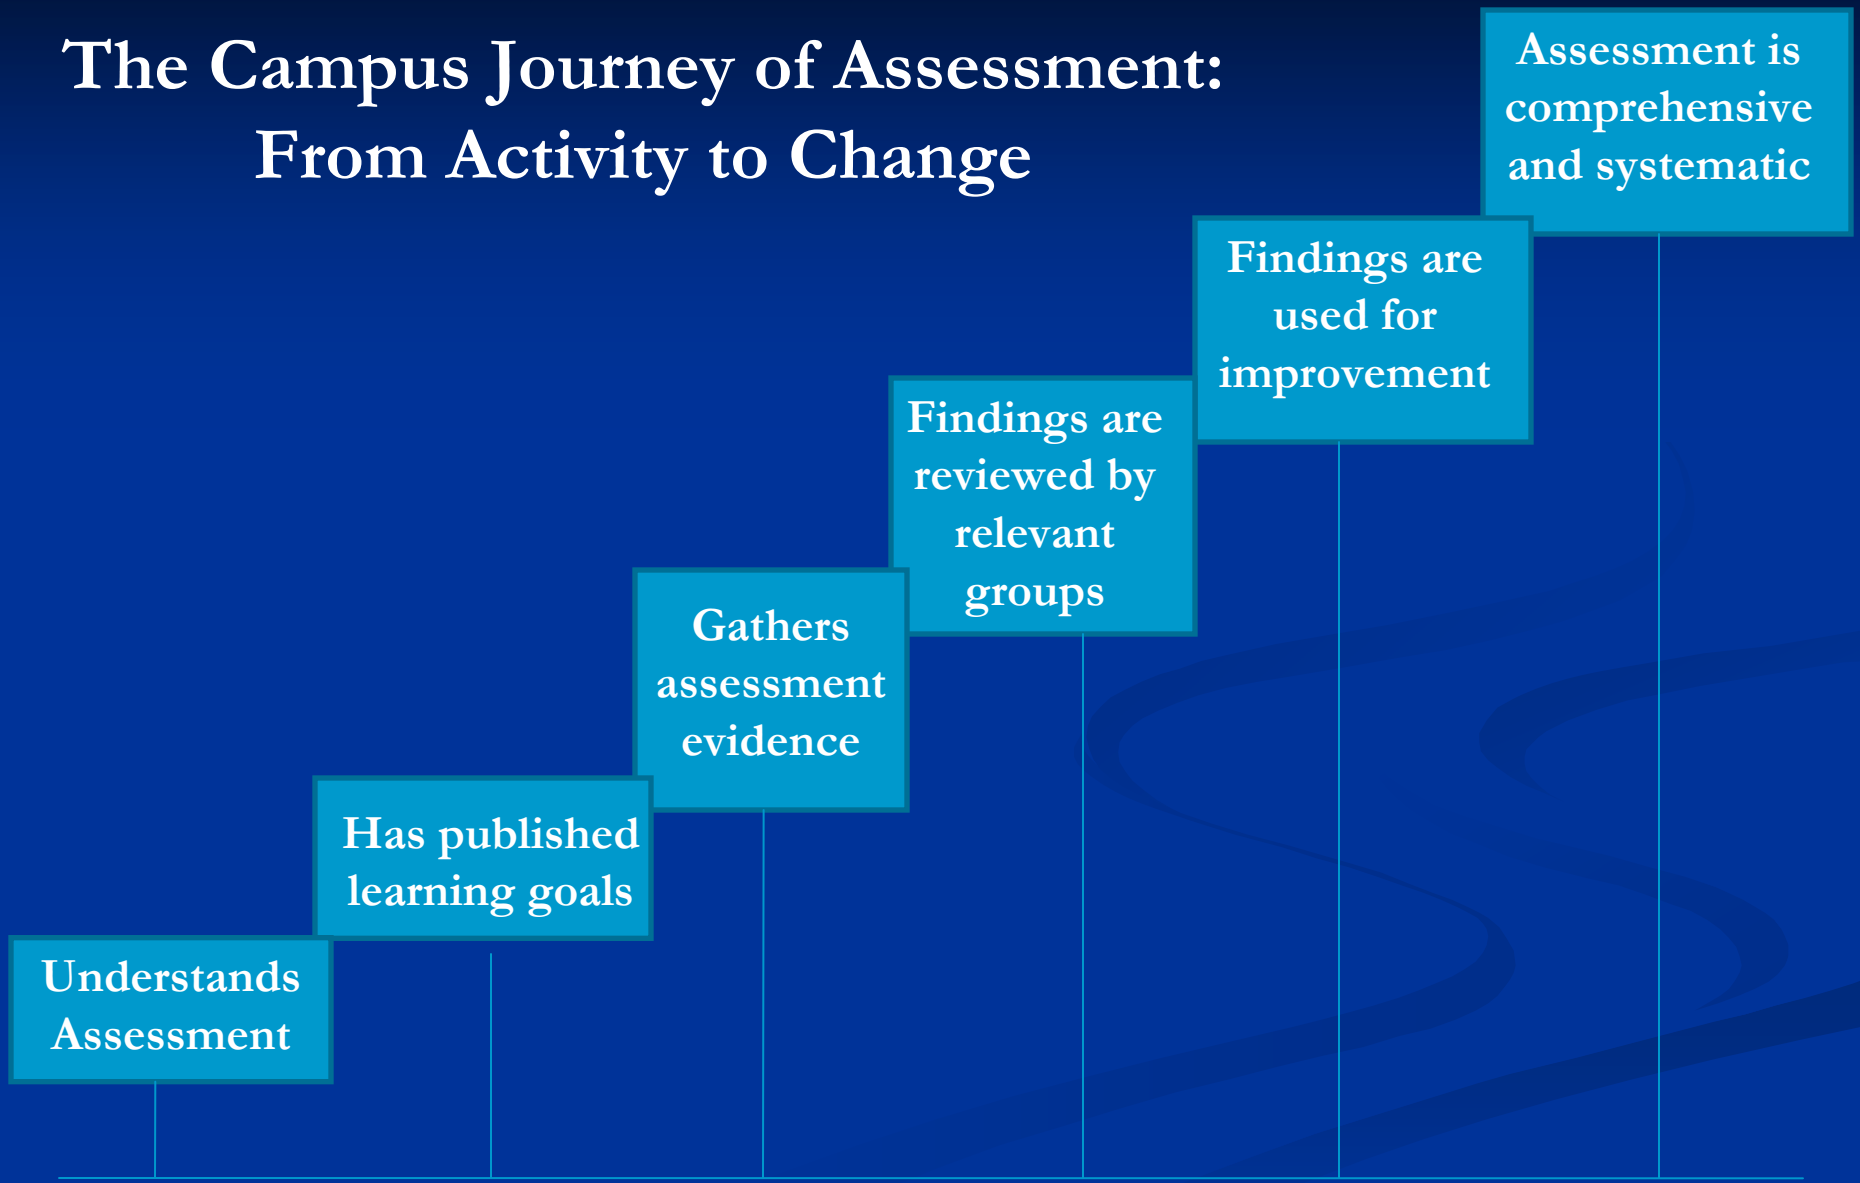 The Campus Journey of Assessment:
From Activity to Change
Assessment is
comprehensive
and systematic
Findings are
used for
improvement
Findings are
reviewed by
relevant
groups
Gathers
assessment
evidence
Has published
learning goals
Understands
Assessment